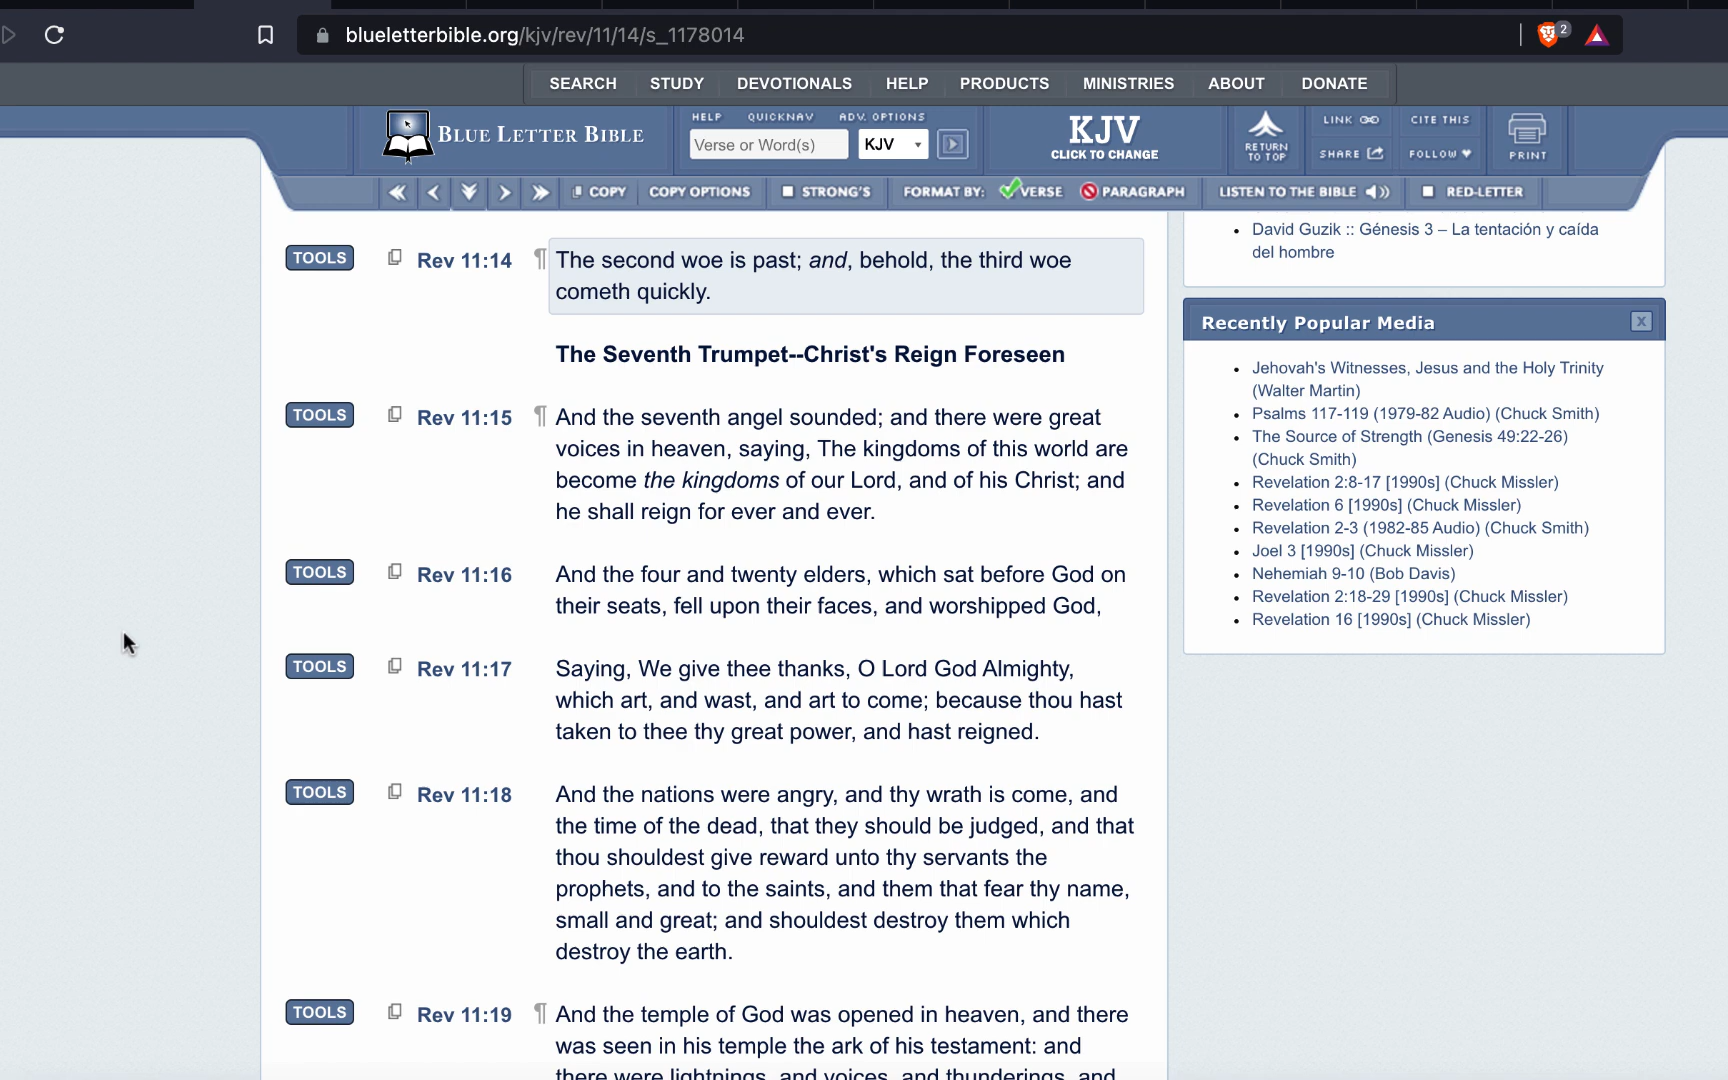 blueletterbible.org/kjv/rev/11/14/s_1178014
2
SEARCH STUDY DEVOTIONALS HELP PRODUCTS MINISTRIES ABOUT DONATE
BLUE LETTER BIBLE
HELP QUICKNAV ADV. OPTIONS
Verse or Word(s)
KJV
KJV
CLICK TO CHANGE
RETURN
TO TOP
LINK
CITE THIS
SHARE
FOLLOW
PRINT
COPY COPY OPTIONS STRONG'S FORMAT BY: VERSE PARAGRAPH LISTEN TO THE BIBLE RED-LETTER
TOOLS Rev 11:14 ¶ The second woe is past; and, behold, the third woe
cometh quickly.
The Seventh Trumpet--Christ's Reign Foreseen
TOOLS Rev 11:15 ¶ And the seventh angel sounded; and there were great
voices in heaven, saying, The kingdoms of this world are
become the kingdoms of our Lord, and of his Christ; and
he shall reign for ever and ever.
TOOLS Rev 11:16 And the four and twenty elders, which sat before God on
their seats, fell upon their faces, and worshipped God,
TOOLS Rev 11:17 Saying, We give thee thanks, O Lord God Almighty,
which art, and wast, and art to come; because thou hast
taken to thee thy great power, and hast reigned.
TOOLS Rev 11:18 And the nations were angry, and thy wrath is come, and
the time of the dead, that they should be judged, and that
thou shouldest give reward unto thy servants the
prophets, and to the saints, and them that fear thy name,
small and great; and shouldest destroy them which
destroy the earth.
TOOLS Rev 11:19 ¶ And the temple of God was opened in heaven, and there
was seen in his temple the ark of his testament: and
there were lightnings, and voices, and thunderings, and
• David Guzik :: Génesis 3 – La tentación y caída
del hombre
Recently Popular Media
X
• Jehovah's Witnesses, Jesus and the Holy Trinity
(Walter Martin)
• Psalms 117-119 (1979-82 Audio) (Chuck Smith)
• The Source of Strength (Genesis 49:22-26)
(Chuck Smith)
• Revelation 2:8-17 [1990s] (Chuck Missler)
• Revelation 6 [1990s] (Chuck Missler)
• Revelation 2-3 (1982-85 Audio) (Chuck Smith)
• Joel 3 [1990s] (Chuck Missler)
• Nehemiah 9-10 (Bob Davis)
• Revelation 2:18-29 [1990s] (Chuck Missler)
• Revelation 16 [1990s] (Chuck Missler)